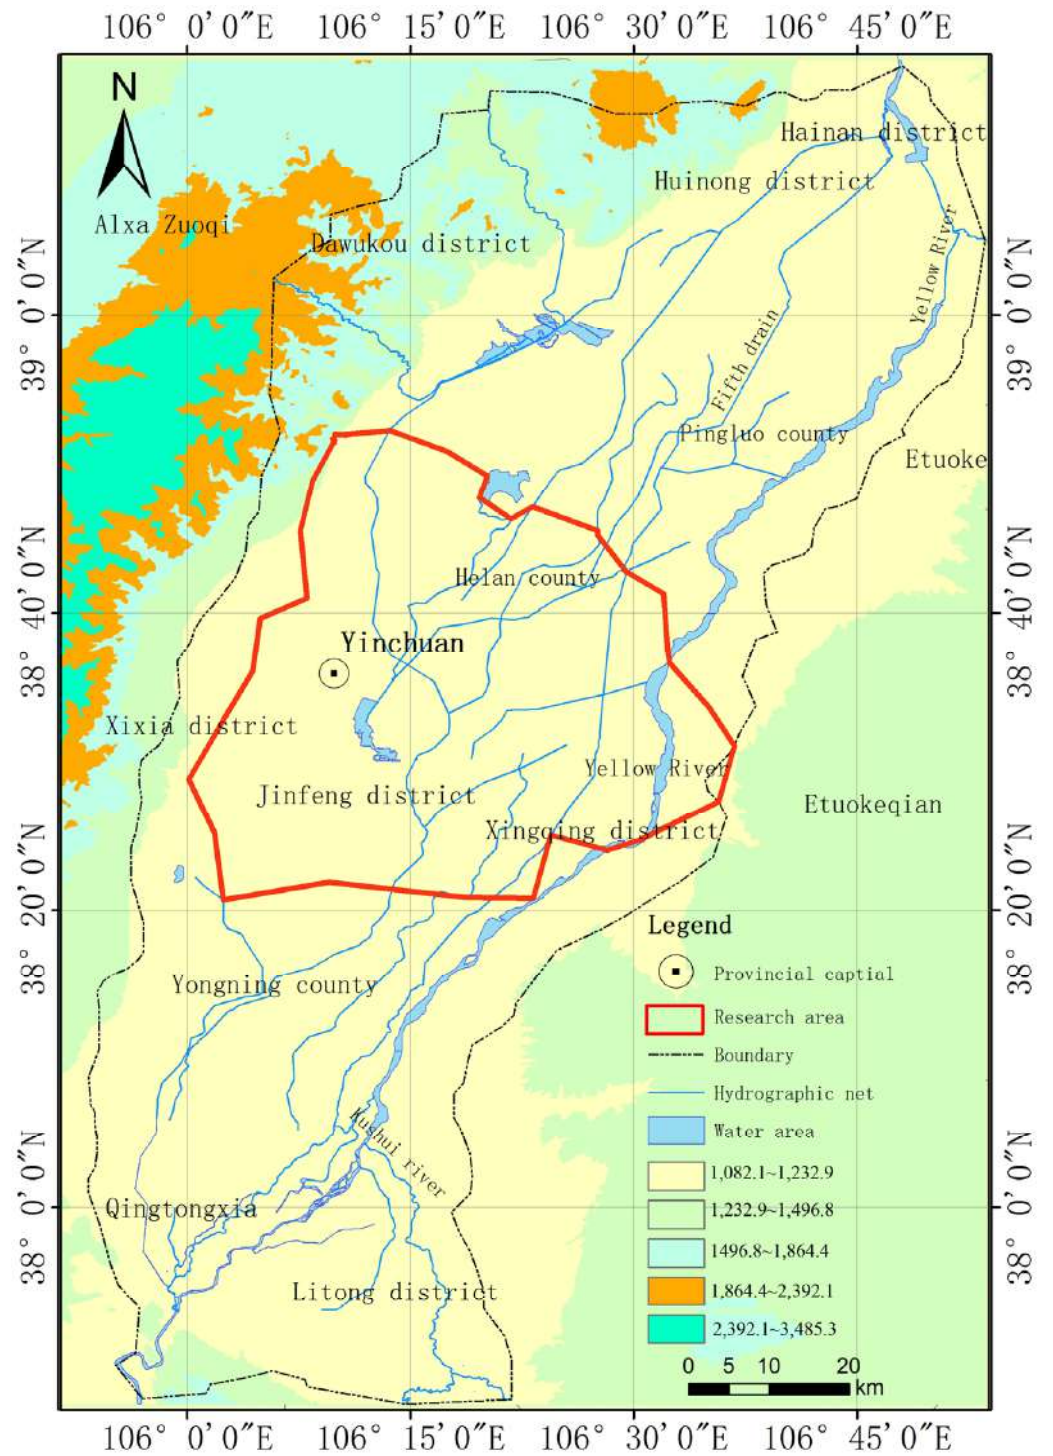 106° 0′ 0″E 106° 15′ 0″E 106° 30′ 0″E 106° 45′ 0″E
N
Hainan district
Huinong district
Alxa Zuoqi
Dawukou district
Yellow River
39° 0′ 0″N
39° 0′ 0″N
Fifth drain
Pingluo county
Etuoke
Helan county
38° 40′ 0″N
38° 40′ 0″N
Yinchuan
Xixia district
Yellow River
Jinfeng district
Etuokeqian
Xingqing district
38° 20′ 0″N
38° 20′ 0″N
Yongning county
Kushui river
Qingtongxia
38° 0′ 0″N
38° 0′ 0″N
Litong district
Legend
Provincial captial
Research area
Boundary
Hydrographic net
Water area
1,082.1~1,232.9
1,232.9~1,496.8
1496.8~1,864.4
1,864.4~2,392.1
2,392.1~3,485.3
0 5 10 20
km
106° 0′ 0″E 106° 15′ 0″E 106° 30′ 0″E 106° 45′ 0″E